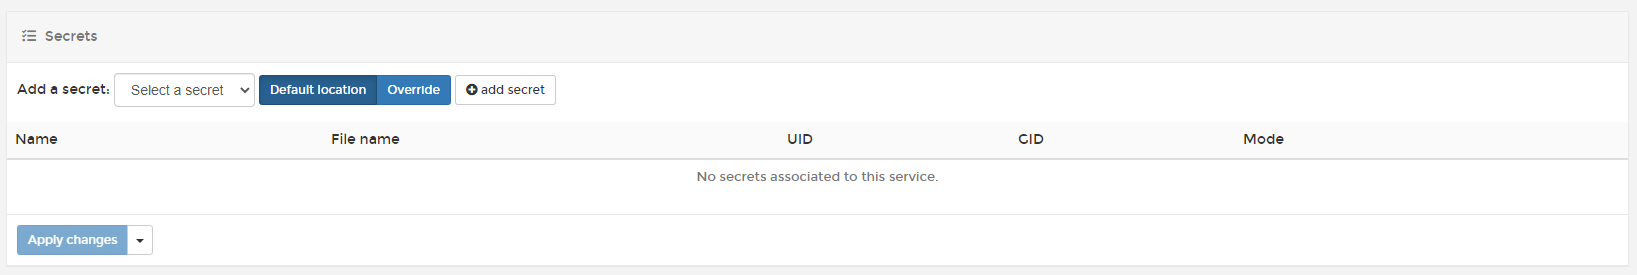 Secrets
Add a secret: Select a secret Default location Override add secret
Name File name UID GID Mode
No secrets associated to this service.
Apply changes